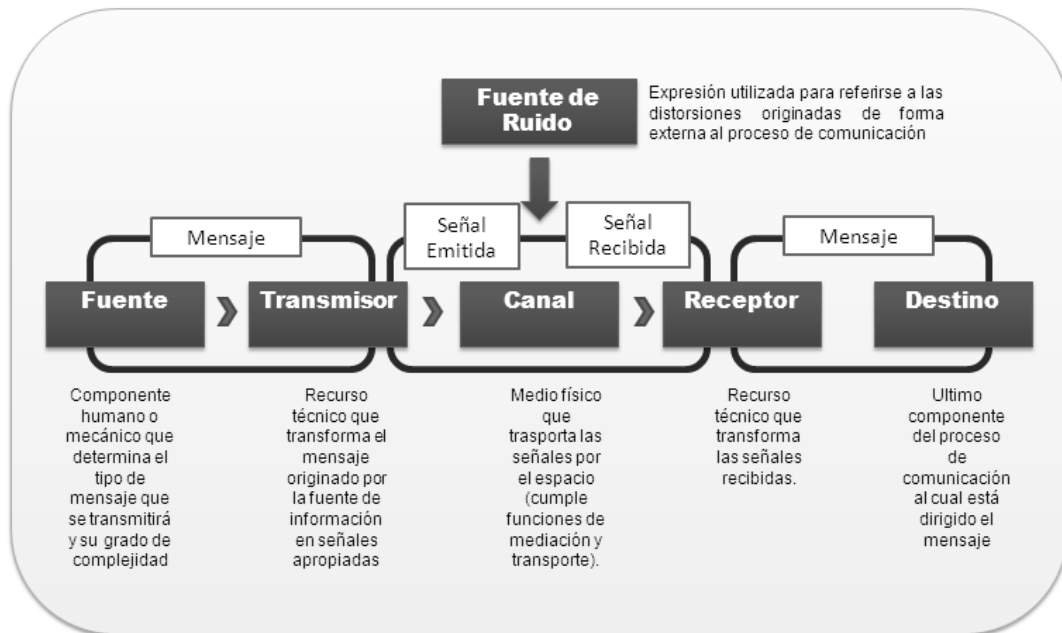 Fuente de
Ruido
Expresión utilizada para referirse a las
distorsiones originadas de forma
externa al proceso de comunicación
Mensaje
Señal
Emitida
Señal
Recibida
Mensaje
Fuente
Transmisor
Canal
Receptor
Destino
Componente
humano o
mecánico que
determina el
tipo de
mensaje que
se transmitirá
y su grado de
complejidad
Recurso
técnico que
transforma el
mensaje
originado por
la fuente de
información
en señales
apropiadas
Medio físico
que
trasporta las
señales por
el espacio
(cumple
funciones de
mediación y
transporte).
Recurso
técnico que
transforma
las señales
recibidas.
Ultimo
componente
del proceso
de
comunicación
al cual está
dirigido el
mensaje